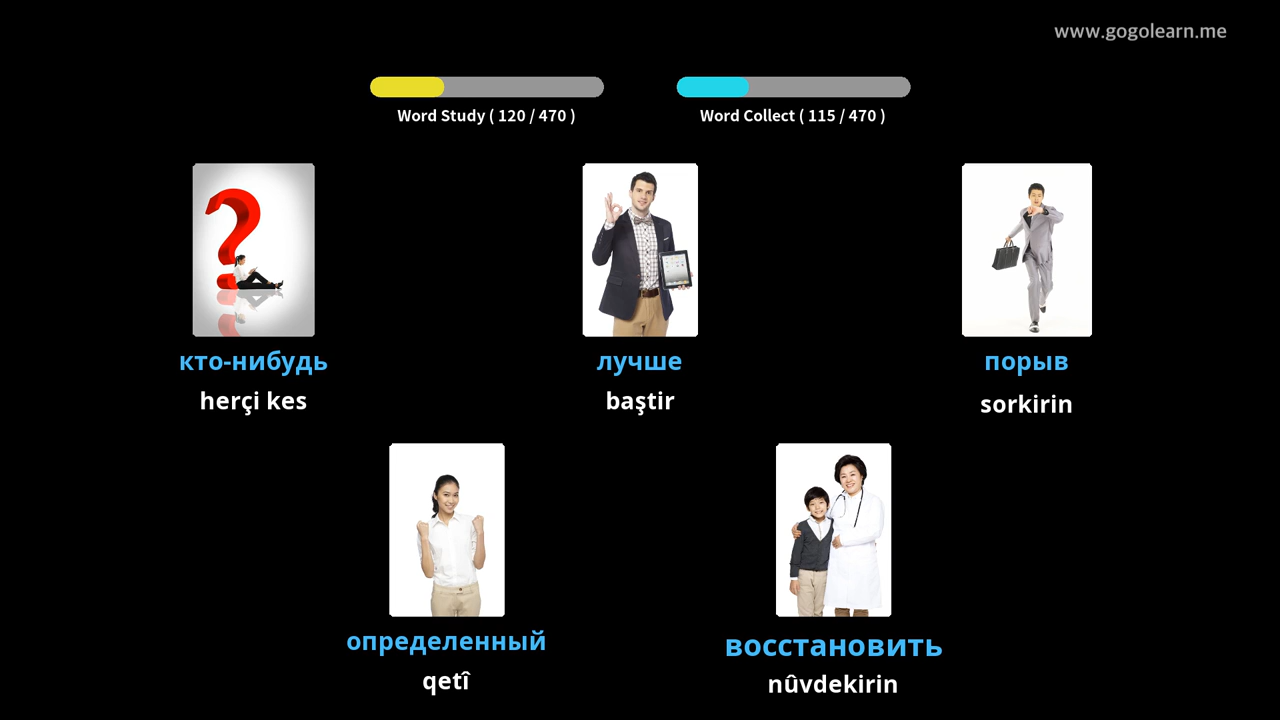 www.gogolearn.me
Word Study ( 120 / 470 )
Word Collect ( 115 / 470 )
кто-нибудь
herçi kes
лучше
baştir
порыв
sorkirin
определенный
qetî
восстановить
nûvdekirin